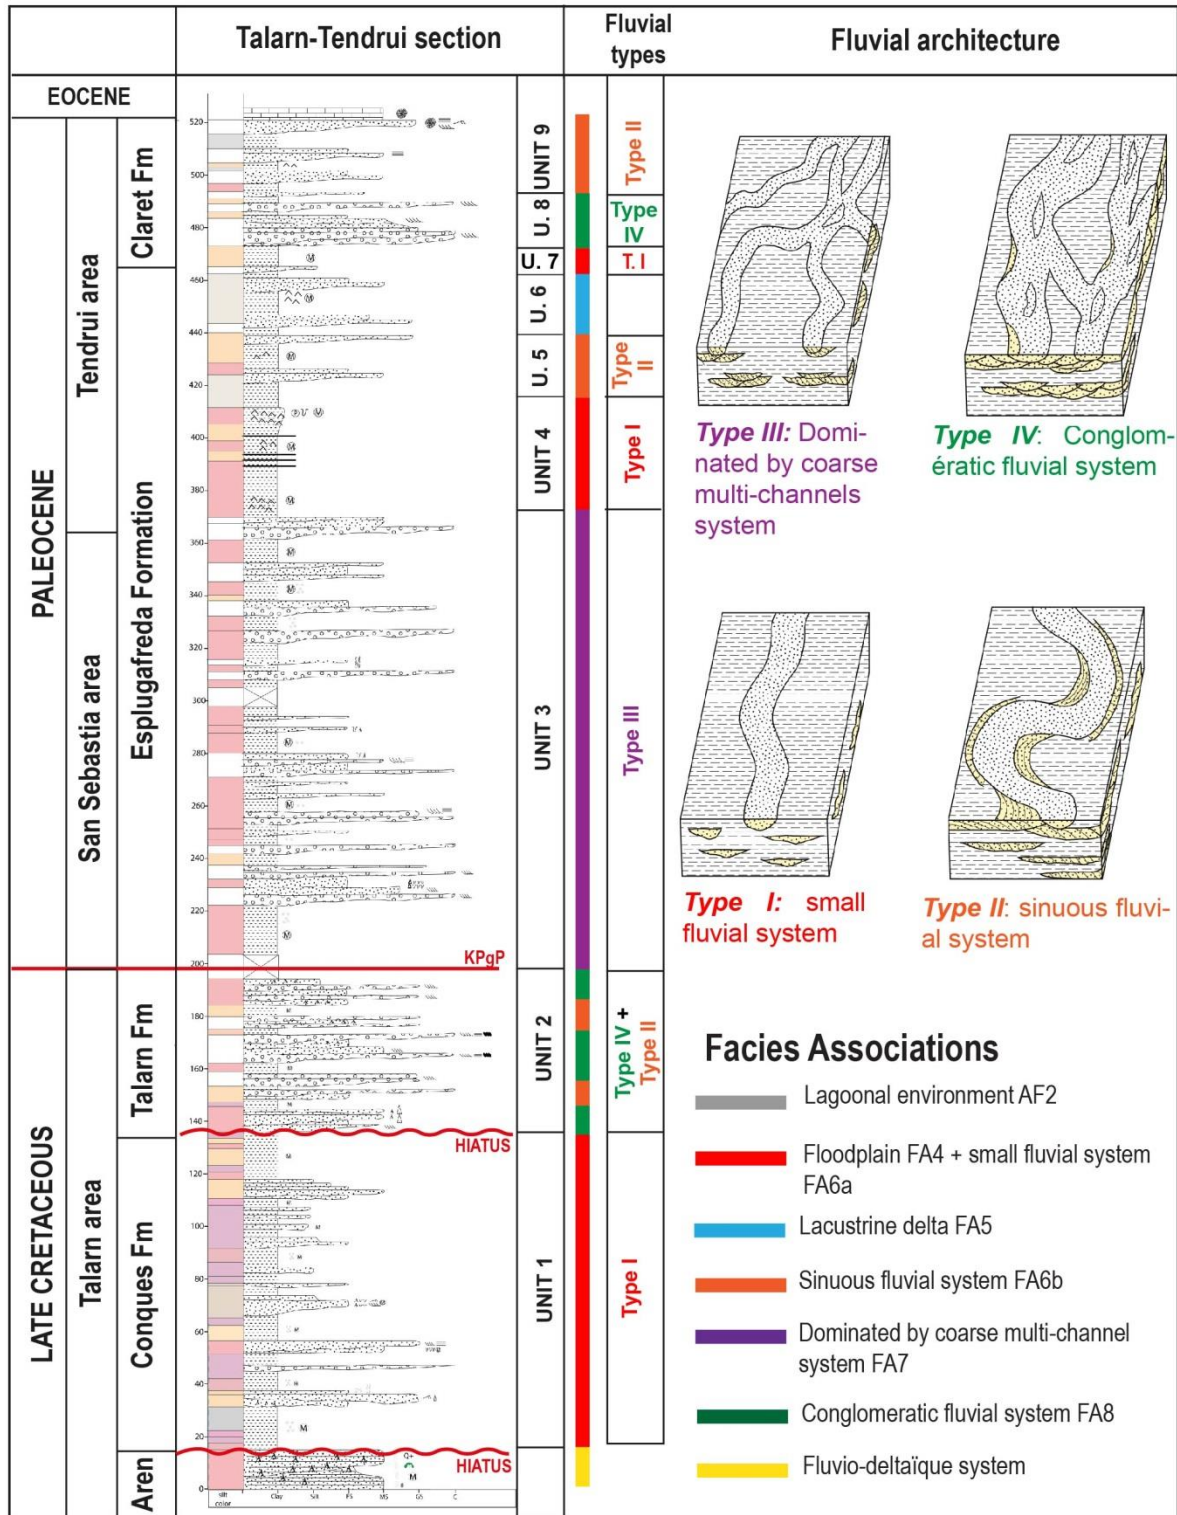 Talarn-Tendrui section
Fluvial
types
Fluvial architecture
EOCENE
PALEOCENE
LATE CRETACEOUS
Tendrui area
San Sebastia area
Talarn area
Claret Fm
Esplugafreda Formation
Talarn Fm
Conques Fm
Aren
520
500
480
460
440
420
400
380
360
340
320
300
280
260
240
220
200
180
160
140
120
100
80
60
40
20
0
KPgP
HIATUS
HIATUS
Clay
Silt
FS
MS
GS
C
color
UNIT 9
U. 8
U. 7
U. 6
U. 5
UNIT 4
UNIT 3
UNIT 2
UNIT 1
Type II
Type
IV
T. I
Type
II
Type I
Type III
Type IV +
Type II
Type I
Type III: Domi-
nated by coarse
multi-channels
system
Type IV: Conglom-
ératic fluvial system
Type I: small
fluvial system
Type II: sinuous fluvi-
al system
Facies Associations
Lagoonal environment AF2
Floodplain FA4 + small fluvial system
FA6a
Lacustrine delta FA5
Sinuous fluvial system FA6b
Dominated by coarse multi-channel
system FA7
Conglomeratic fluvial system FA8
Fluvio-deltaïque system